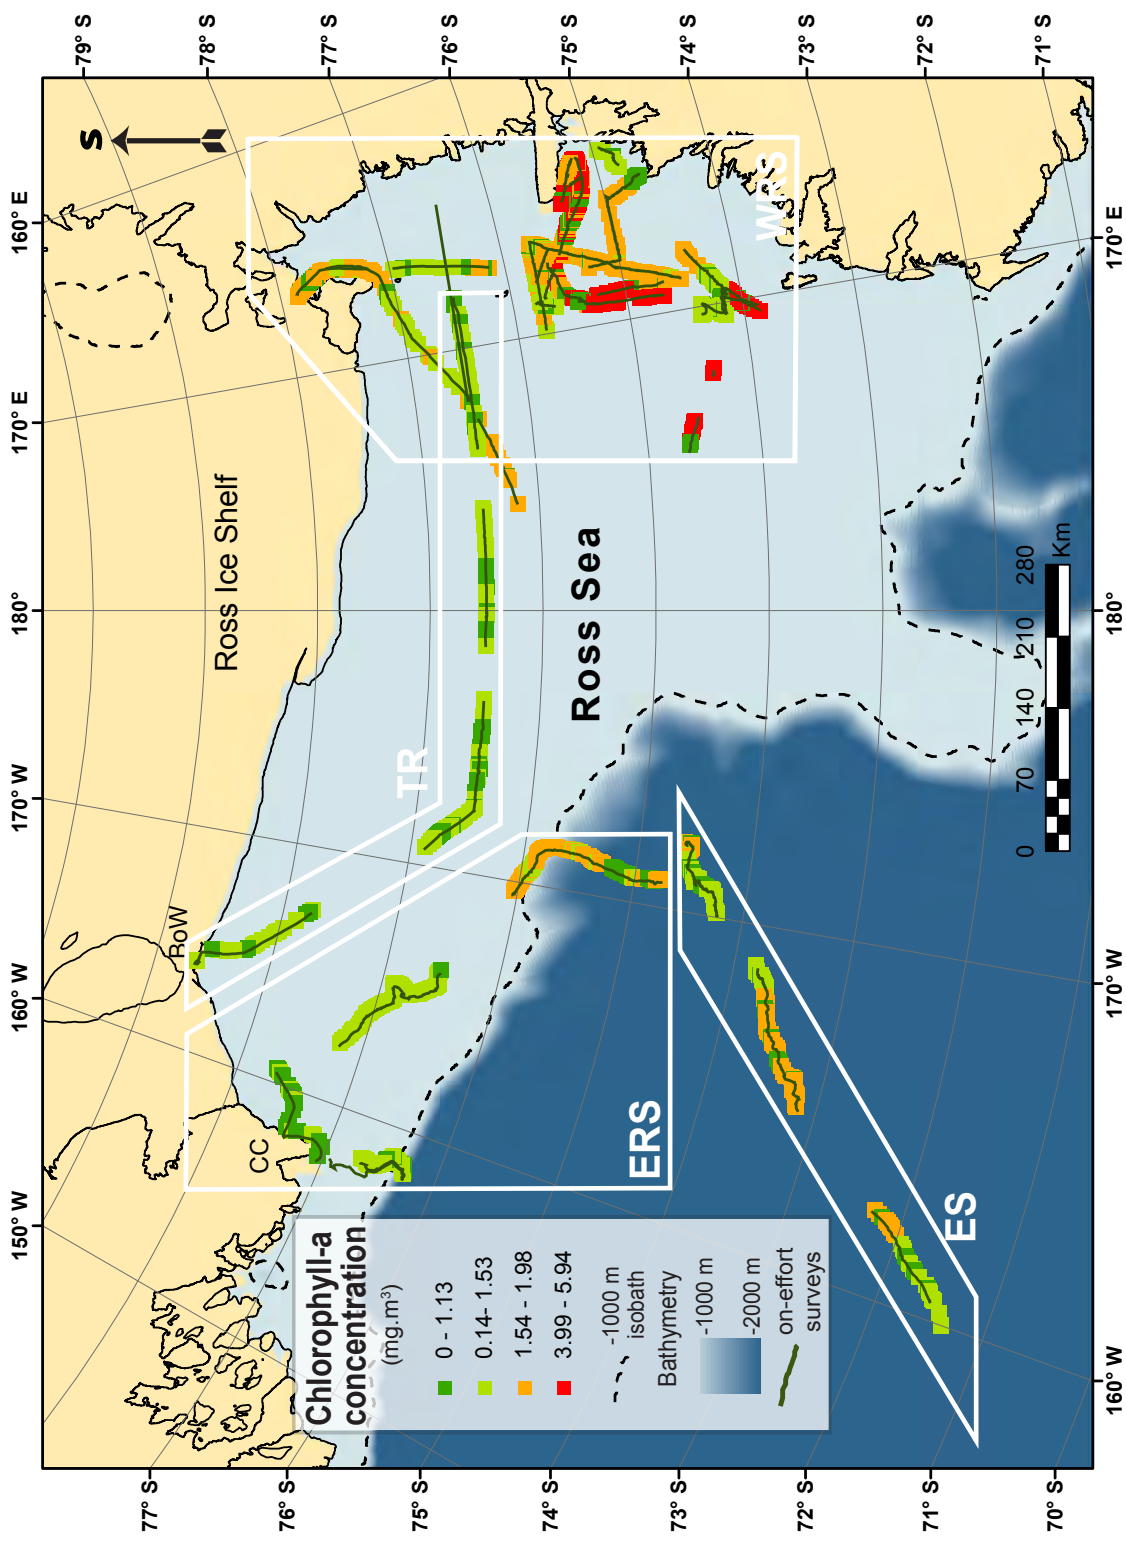 160° E
170° E
180°
170° W
160° W
150° W
79° S
78° S
77° S
76° S
75° S
74° S
73° S
72° S
71° S
S
Ross Ice Shelf
BoW
CC
TR
WRS
Ross Sea
ERS
ES
Chlorophyll-a
concentration
(mg.m³)
0 - 1.13
0.14- 1.53
1.54 - 1.98
3.99 - 5.94
-1000 m
isobath
Bathymetry
-1000 m
-2000 m
on-effort
surveys
0 70 140 210 280
Km
77° S
76° S
75° S
74° S
73° S
72° S
71° S
70° S
160° W
170° W
180°
170° E